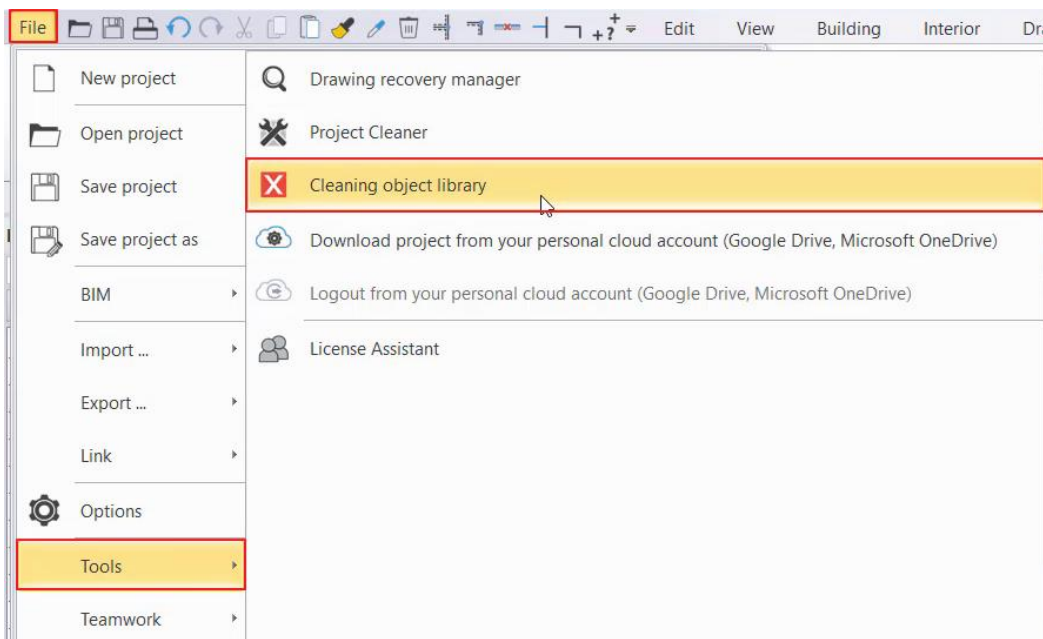 File Edit View Building Interior Dr
New project
Open project
Save project
Save project as
BIM
Import ...
Export ...
Link
Options
Tools
Teamwork
Drawing recovery manager
Project Cleaner
Cleaning object library
Download project from your personal cloud account (Google Drive, Microsoft OneDrive)
Logout from your personal cloud account (Google Drive, Microsoft OneDrive)
License Assistant